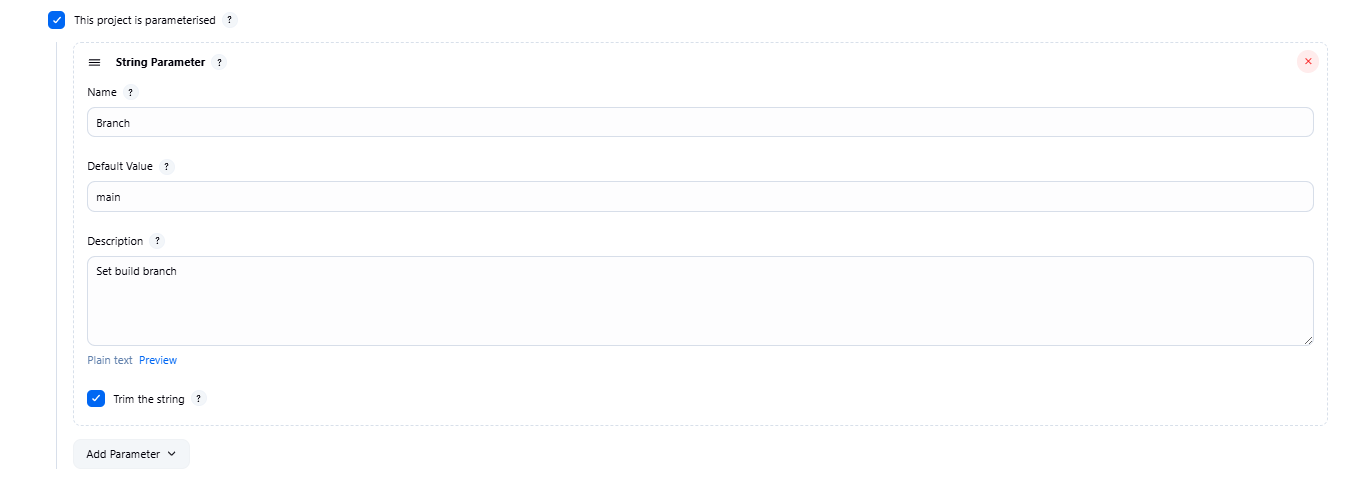 This project is parameterised ?
String Parameter ?
Name ?
Branch
Default Value ?
main
Description ?
Set build branch
Plain text Preview
Trim the string ?
Add Parameter